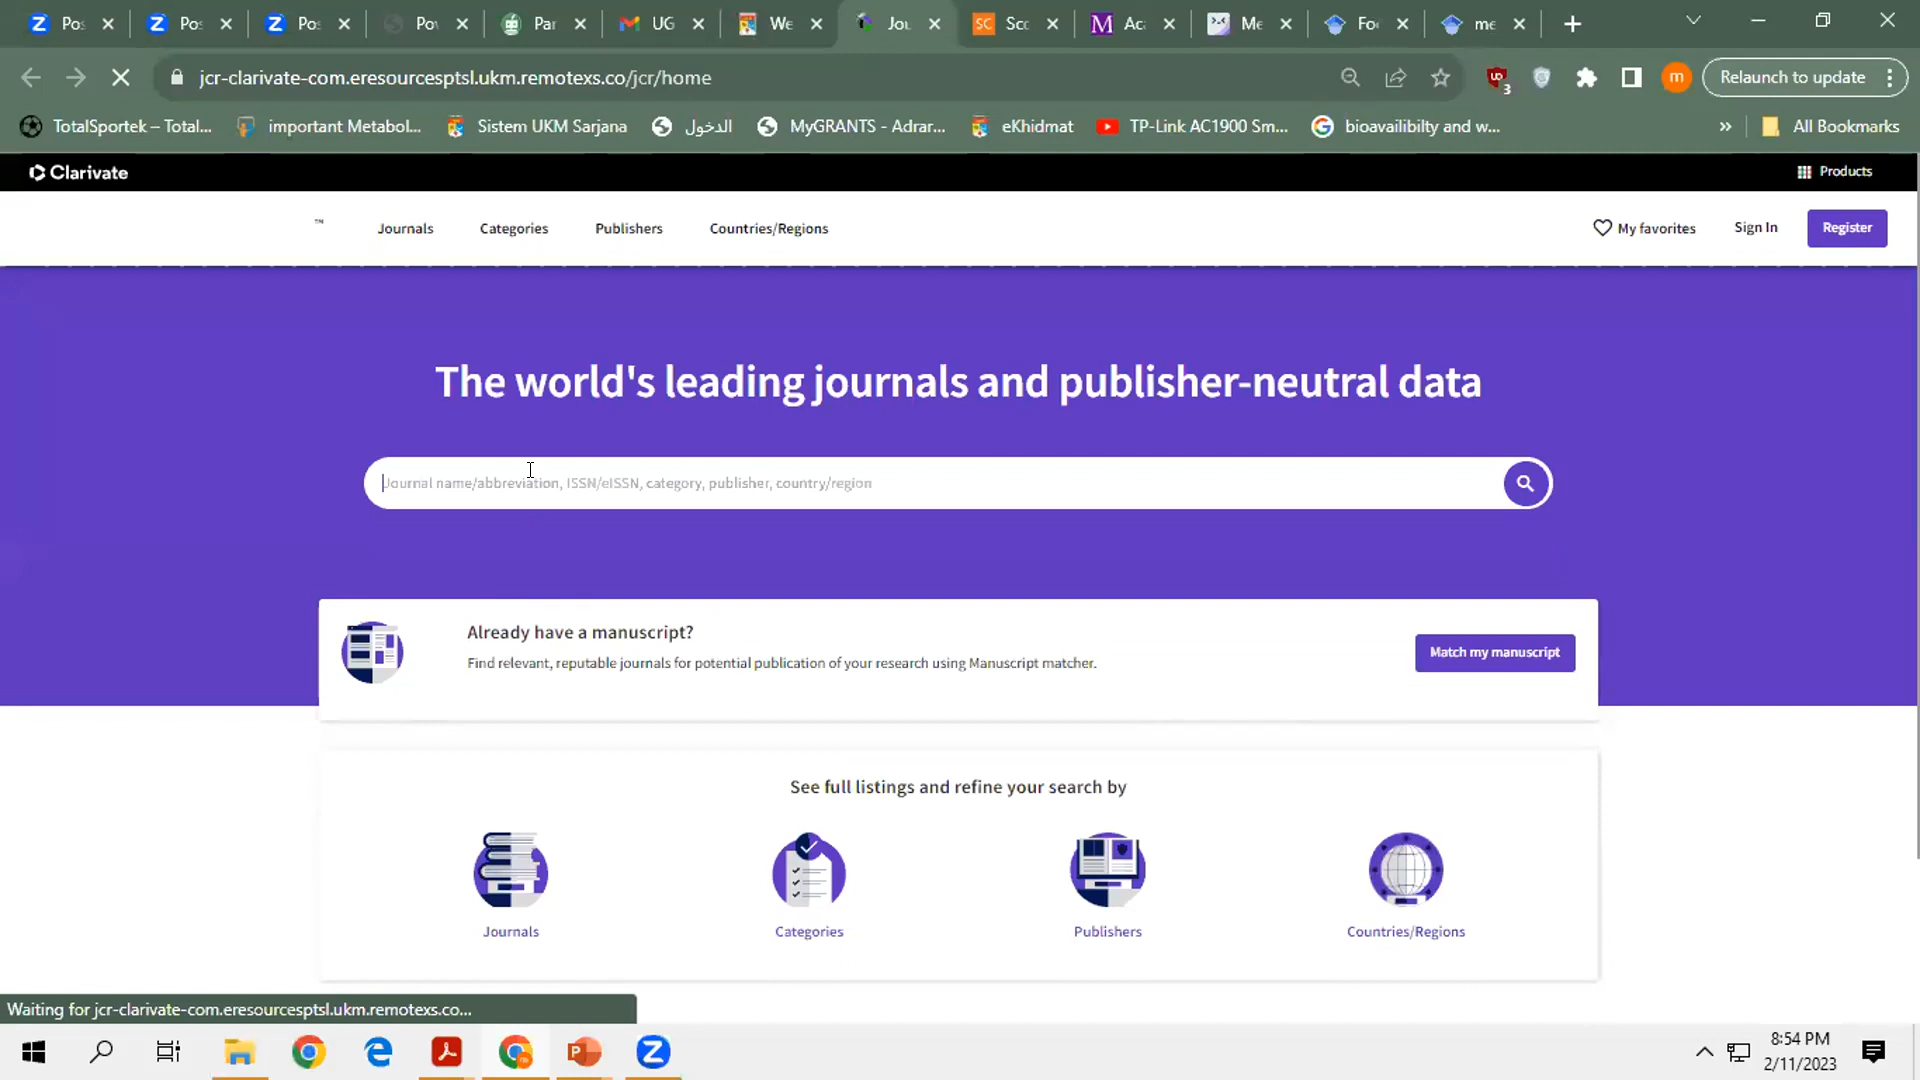 Po: Po: Po: Pov Par UG We Jou Scc Aca Me Foo me
jcr-clarivate-com.eresourcesptsl.ukm.remotexs.co/jcr/home
3
m
Relaunch to update
TotalSportek – Total... important Metabol... Sistem UKM Sarjana الدخول MyGRANTS - Adrar... eKhidmat TP-Link AC1900 Sm... bioavailibilty and w... » All Bookmarks
Clarivate Products
™ Journals Categories Publishers Countries/Regions My favorites Sign In Register
The world's leading journals and publisher-neutral data
Journal name/abbreviation, ISSN/eISSN, category, publisher, country/region
Already have a manuscript?
Find relevant, reputable journals for potential publication of your research using Manuscript matcher.
Match my manuscript
See full listings and refine your search by
Journals Categories Publishers Countries/Regions
Waiting for jcr-clarivate-com.eresourcesptsl.ukm.remotexs.co...
8:54 PM
2/11/2023